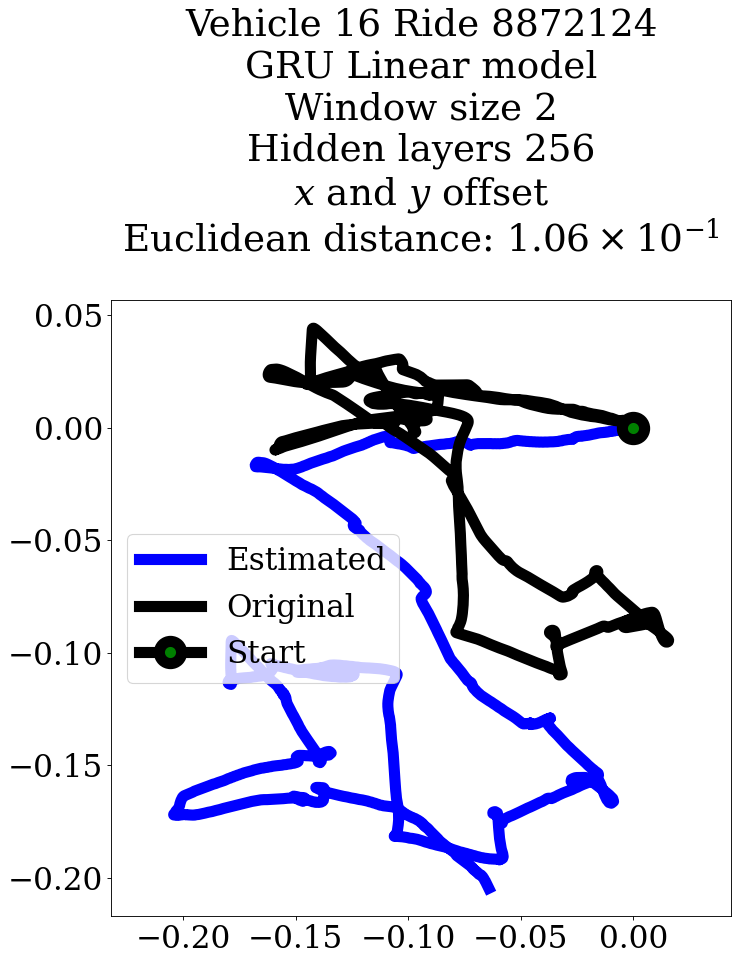 Vehicle 16 Ride 8872124
GRU Linear model
Window size 2
Hidden layers 256
x and y offset
Euclidean distance: 1.06 × 10⁻¹
0.05
0.00
−0.05
−0.10
−0.15
−0.20
Estimated
Original
Start
−0.20 −0.15 −0.10 −0.05 0.00